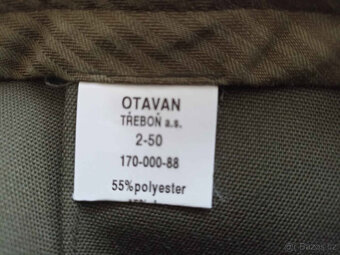 OTAVAN
TŘEBOŇ a.s.
2-50
170-000-88
55%polyester